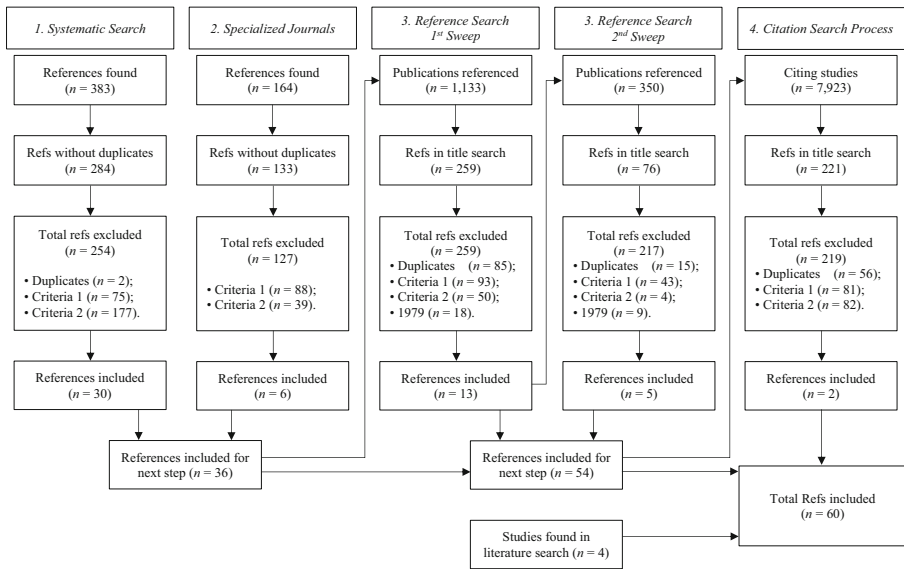 1. Systematic Search
2. Specialized Journals
3. Reference Search
1st Sweep
3. Reference Search
2nd Sweep
4. Citation Search Process
References found
(n = 383)
References found
(n = 164)
Publications referenced
(n = 1,133)
Publications referenced
(n = 350)
Citing studies
(n = 7,923)
Refs without duplicates
(n = 284)
Refs without duplicates
(n = 133)
Refs in title search
(n = 259)
Refs in title search
(n = 76)
Refs in title search
(n = 221)
Total refs excluded
(n = 254)
• Duplicates (n = 2);
• Criteria 1 (n = 75);
• Criteria 2 (n = 177).
Total refs excluded
(n = 127)
• Criteria 1 (n = 88);
• Criteria 2 (n = 39).
Total refs excluded
(n = 259)
• Duplicates (n = 85);
• Criteria 1 (n = 93);
• Criteria 2 (n = 50);
• 1979 (n = 18).
Total refs excluded
(n = 217)
• Duplicates (n = 15);
• Criteria 1 (n = 43);
• Criteria 2 (n = 4);
• 1979 (n = 9).
Total refs excluded
(n = 219)
• Duplicates (n = 56);
• Criteria 1 (n = 81);
• Criteria 2 (n = 82).
References included
(n = 30)
References included
(n = 6)
References included
(n = 13)
References included
(n = 5)
References included
(n = 2)
References included for
next step (n = 36)
References included for
next step (n = 54)
Total Refs included
(n = 60)
Studies found in
literature search (n = 4)